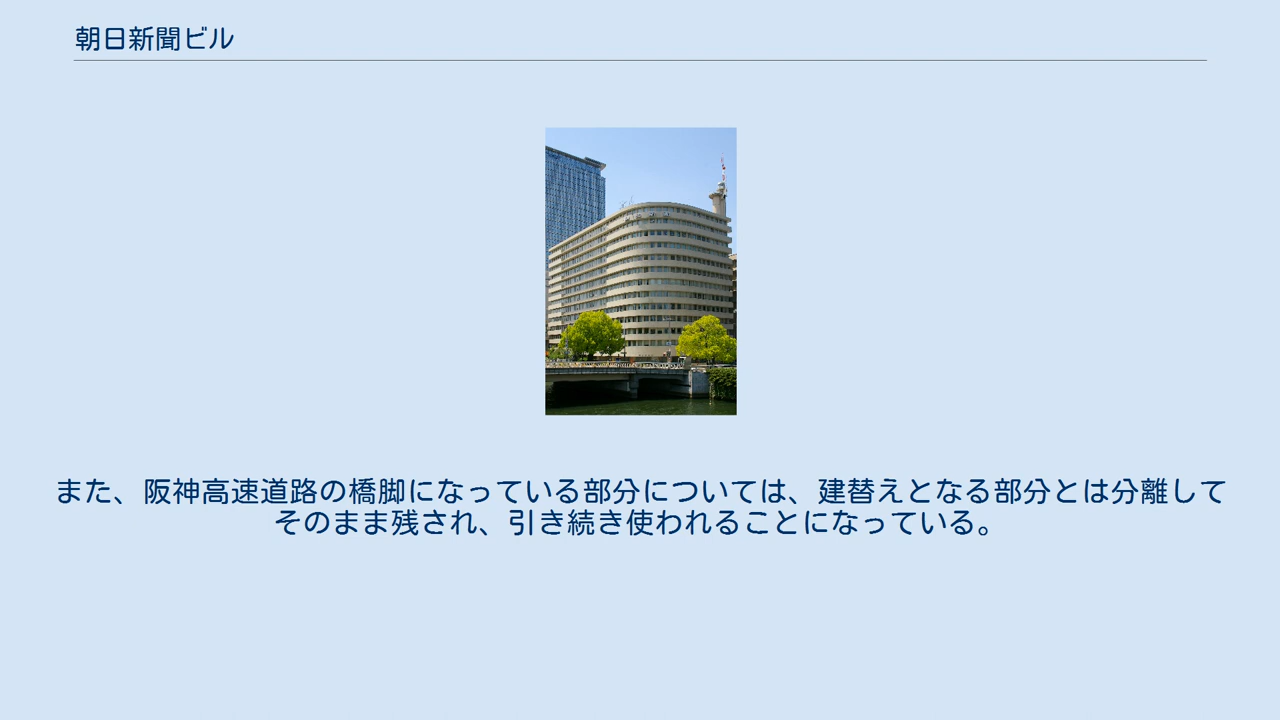 朝日新聞ビル
また、阪神高速道路の橋脚になっている部分については、建替えとなる部分とは分離して
そのまま残され、引き続き使われることになっている。